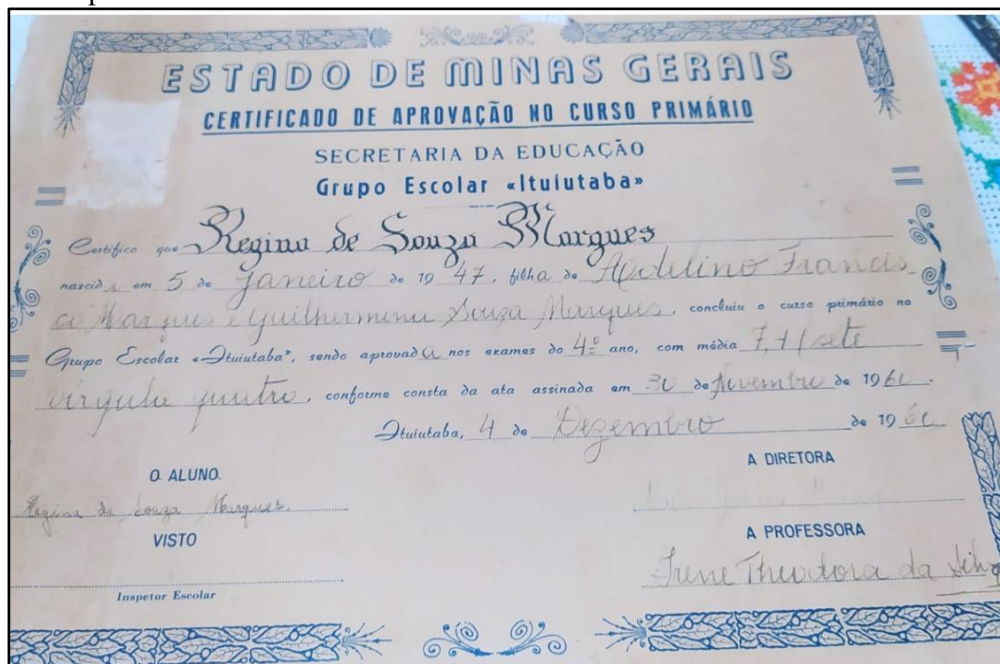 ESTADO DE MINAS GERAIS
CERTIFICADO DE APROVAÇÃO NO CURSO PRIMÁRIO
SECRETARIA DA EDUCAÇÃO
Grupo Escolar «Ituiutaba»
Certifico que Regina de Souza Marques
nascida em 5 de Janeiro de 1947, filha de Francis
co Marques e Guilhermina Souza Marques, concluiu o curso primário no
Grupo Escolar «Ituiutaba", sendo aprovada nos exames do 4º ano, com média 7,4 (sete
vírgula quatro, conforme consta da ata assinada em 30 de Novembro de 1960.
Ituiutaba, 4 de Dezembro de 1960
O ALUNO.
A DIRETORA
Regina de Souza Marques.
VISTO
A PROFESSORA
Irene Theodora da Silva
Inspetor Escolar